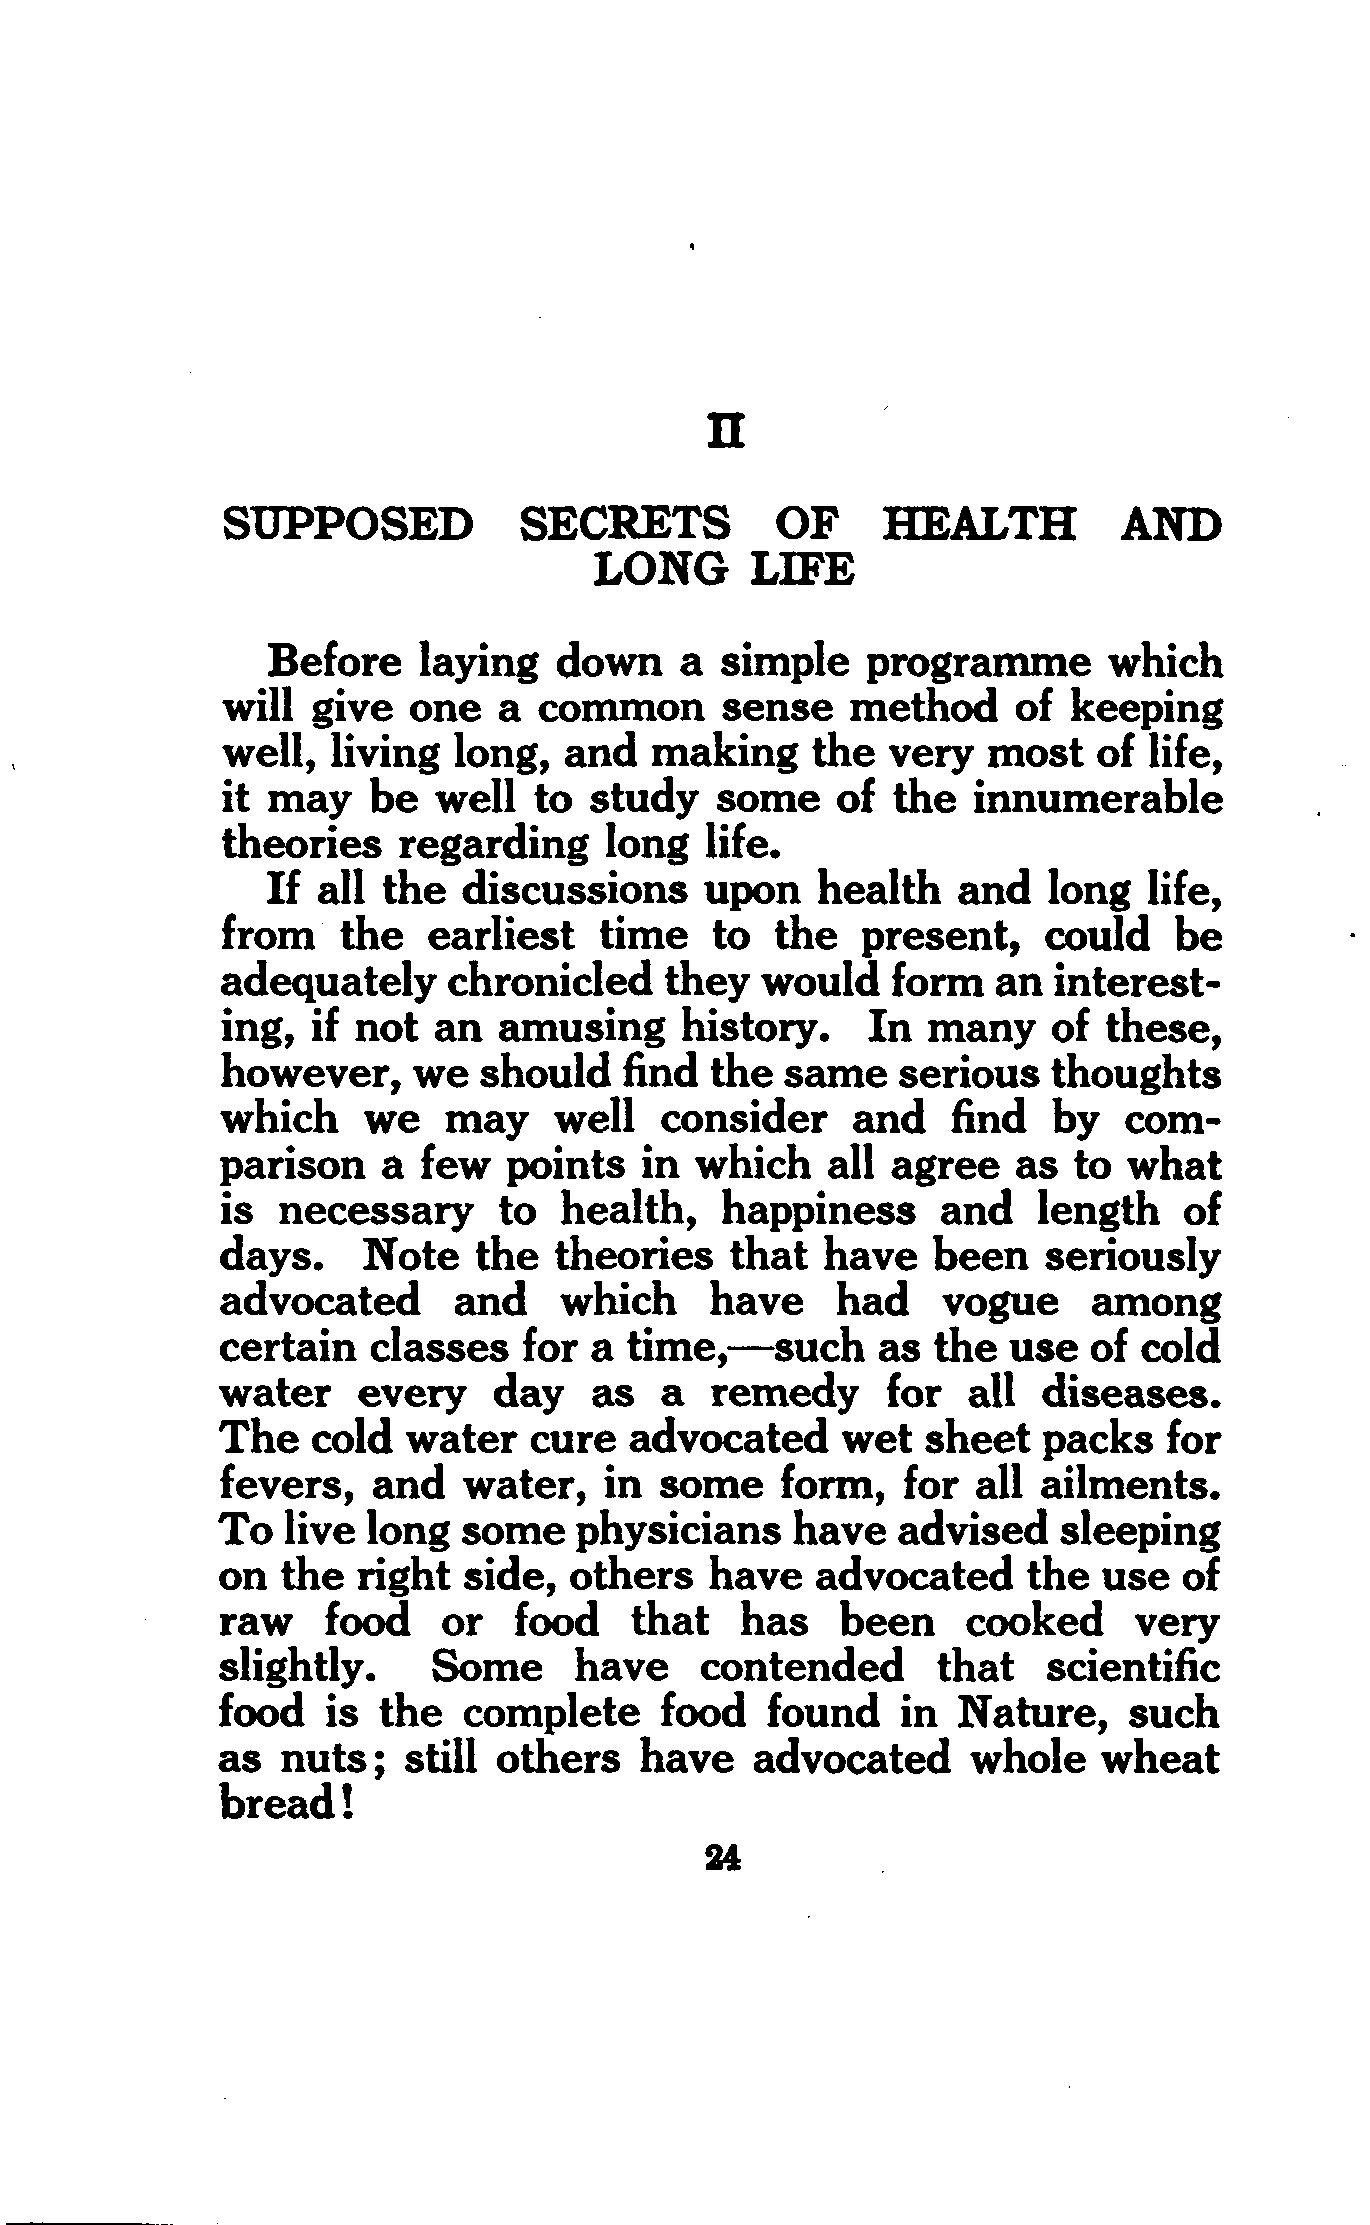 II
SUPPOSED SECRETS OF HEALTH AND
LONG LIFE
Before laying down a simple programme which
will give one a common sense method of keeping
well, living long, and making the very most of life,
it may be well to study some of the innumerable
theories regarding long life.
If all the discussions upon health and long life,
from the earliest time to the present, could be
adequately chronicled they would form an interest-
ing, if not an amusing history. In many of these,
however, we should find the same serious thoughts
which we may well consider and find by com-
parison a few points in which all agree as to what
is necessary to health, happiness and length of
days. Note the theories that have been seriously
advocated and which have had vogue among
certain classes for a time,—such as the use of cold
water every day as a remedy for all diseases.
The cold water cure advocated wet sheet packs for
fevers, and water, in some form, for all ailments.
To live long some physicians have advised sleeping
on the right side, others have advocated the use of
raw food or food that has been cooked very
slightly. Some have contended that scientific
food is the complete food found in Nature, such
as nuts; still others have advocated whole wheat
bread!
24